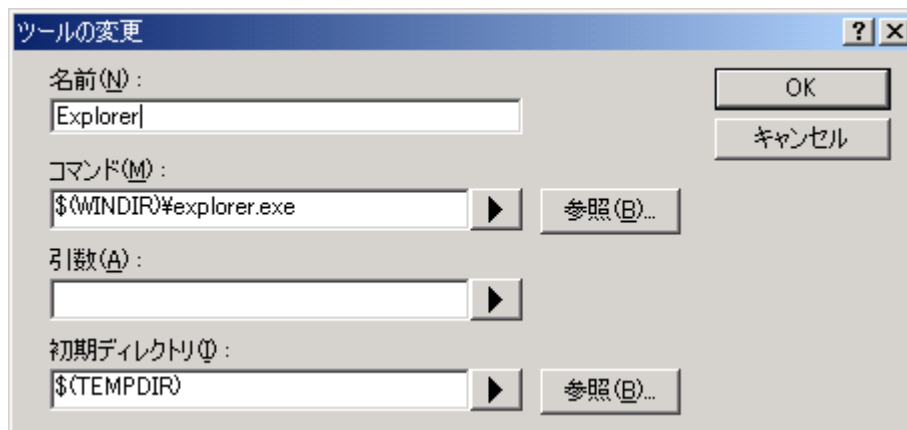 ツールの変更
名前(N):
OK
Explorer
キャンセル
コマンド(M):
$(WINDIR)¥explorer.exe
参照(B)...
引数(A):
初期ディレクトリ(I):
$(TEMPDIR)
参照(B)...